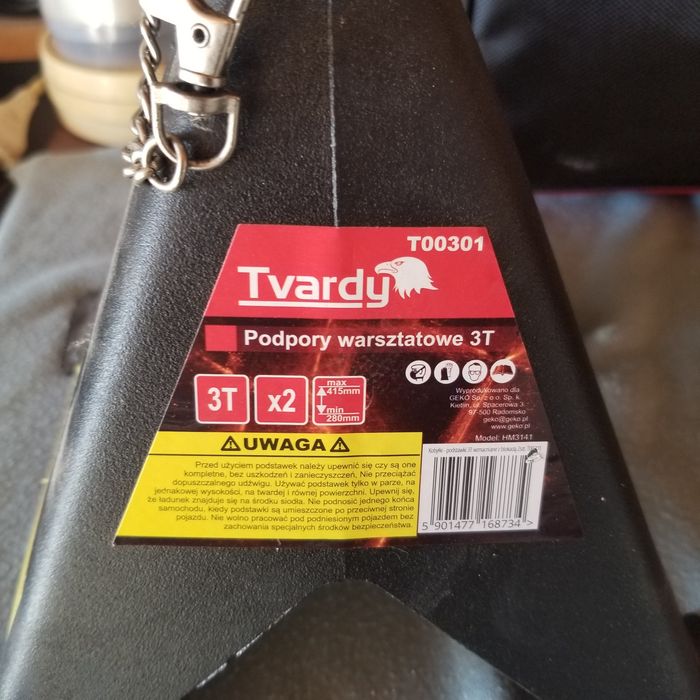 T00301
Tvardy
Podpory warsztatowe 3T
3T
x2
max
415mm
min
280mm
Wyprodukowano dla
GEKO Sp. z o.o. Sp. k.
Kietlin, ul. Spacerowa 3
97-500 Radomsko
geko@geko.pl
www.geko.pl
Model: HM3141
UWAGA
Przed użyciem podstawek należy upewnić się czy są one
kompletne, bez uszkodzeń i zanieczyszczeń, Nie przeciążać
dopuszczalnego udźwigu. Używać podstawek tylko w parze, na
jednakowej wysokości, na twardej i równej powierzchni. Upewnij się,
że ładunek znajduje się na środku siodła. Nie podnosić jednego końca
samochodu, kiedy podstawki są umieszczone po przeciwnej stronie
pojazdu. Nie wolno pracować pod podniesionym pojazdem bez
zachowania specjalnych środków bezpieczeństwa.
Kobyłki - podstawki 3t wzmacniane z blokadą
5 901477 168734 >